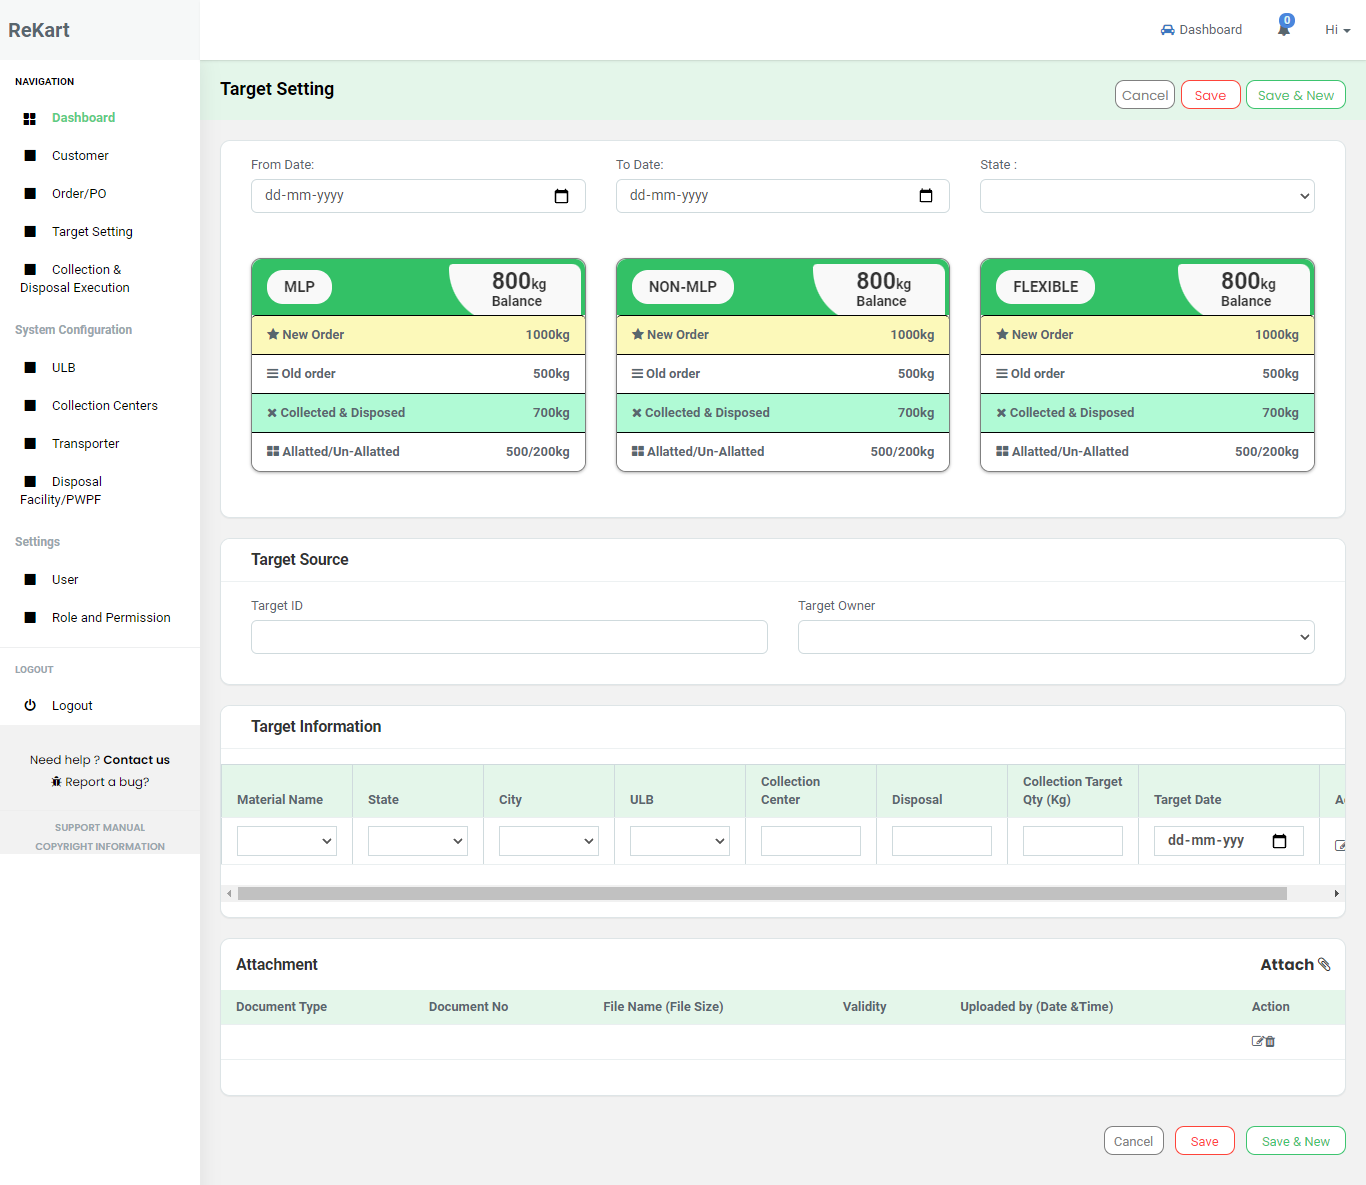 ReKart
Dashboard
0
Hi
NAVIGATION
Dashboard
Customer
Order/PO
Target Setting
Collection &
Disposal Execution
System Configuration
ULB
Collection Centers
Transporter
Disposal
Facility/PWPF
Settings
User
Role and Permission
LOGOUT
Logout
Need help ? Contact us
Report a bug?
SUPPORT MANUAL
COPYRIGHT INFORMATION
Target Setting
Cancel
Save
Save & New
From Date:
To Date:
State :
dd-mm-yyyy
dd-mm-yyyy
MLP
800kg
Balance
New Order 1000kg
Old order 500kg
Collected & Disposed 700kg
Allatted/Un-Allatted 500/200kg
NON-MLP
800kg
Balance
New Order 1000kg
Old order 500kg
Collected & Disposed 700kg
Allatted/Un-Allatted 500/200kg
FLEXIBLE
800kg
Balance
New Order 1000kg
Old order 500kg
Collected & Disposed 700kg
Allatted/Un-Allatted 500/200kg
Target Source
Target ID
Target Owner
Target Information
Material Name
State
City
ULB
Collection
Center
Disposal
Collection Target
Qty (Kg)
Target Date
dd-mm-yyy
Attachment
Attach
Document Type
Document No
File Name (File Size)
Validity
Uploaded by (Date &Time)
Action
Cancel
Save
Save & New